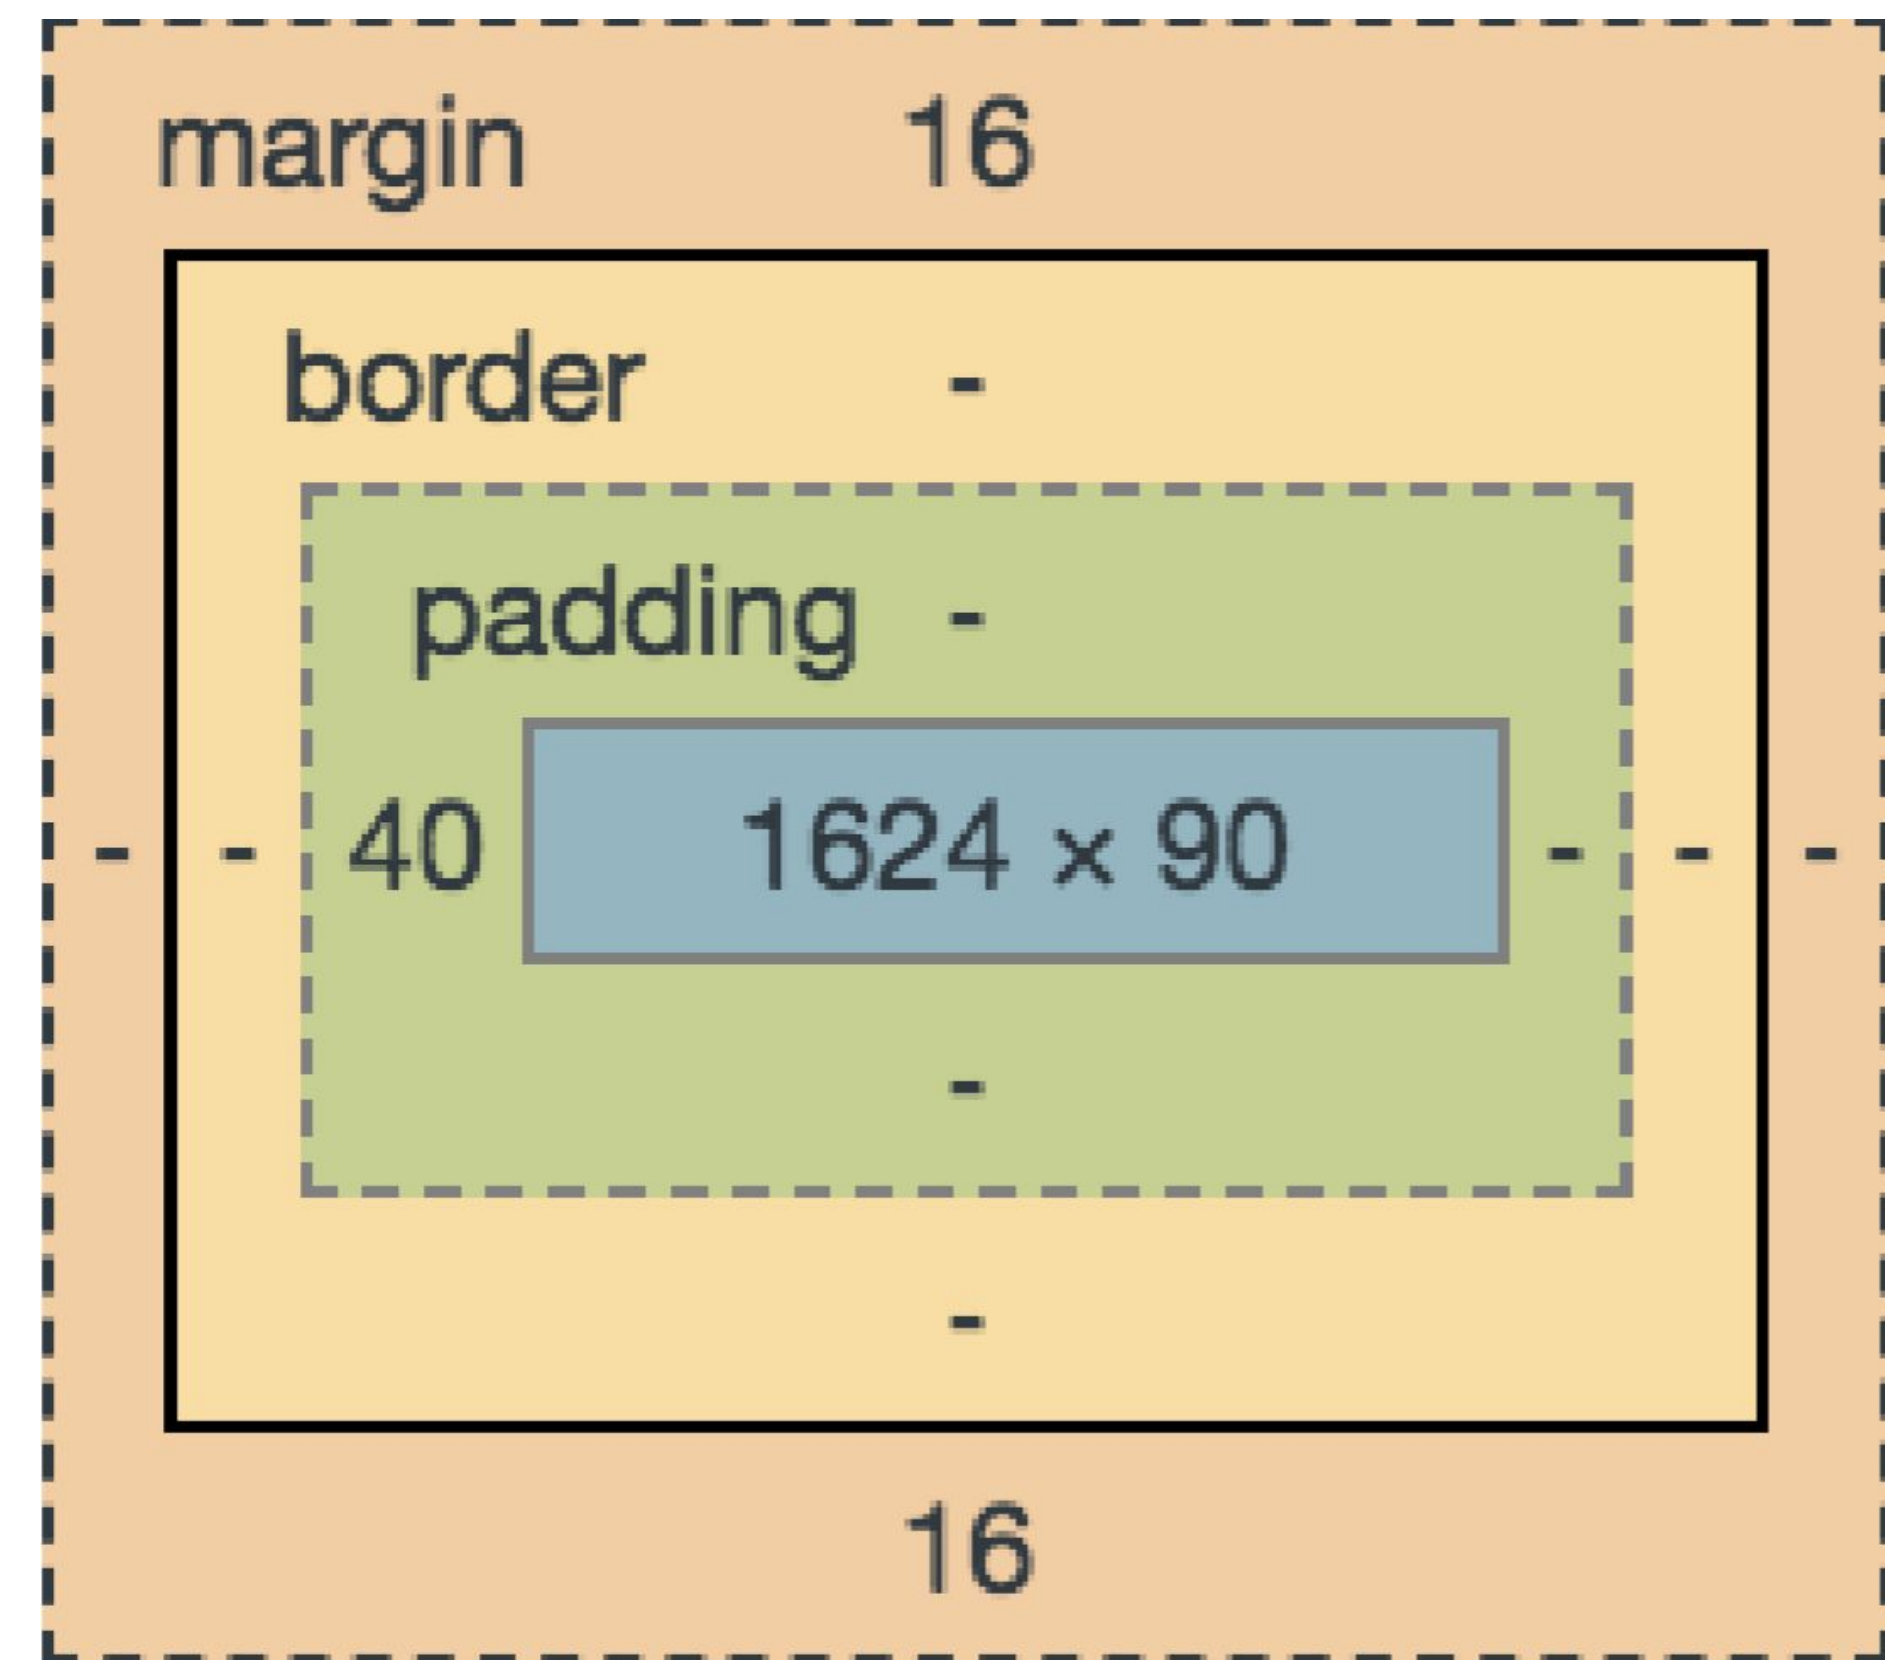 margin 16
border -
padding -
- - 40 1624 × 90 - - -
-
-
16